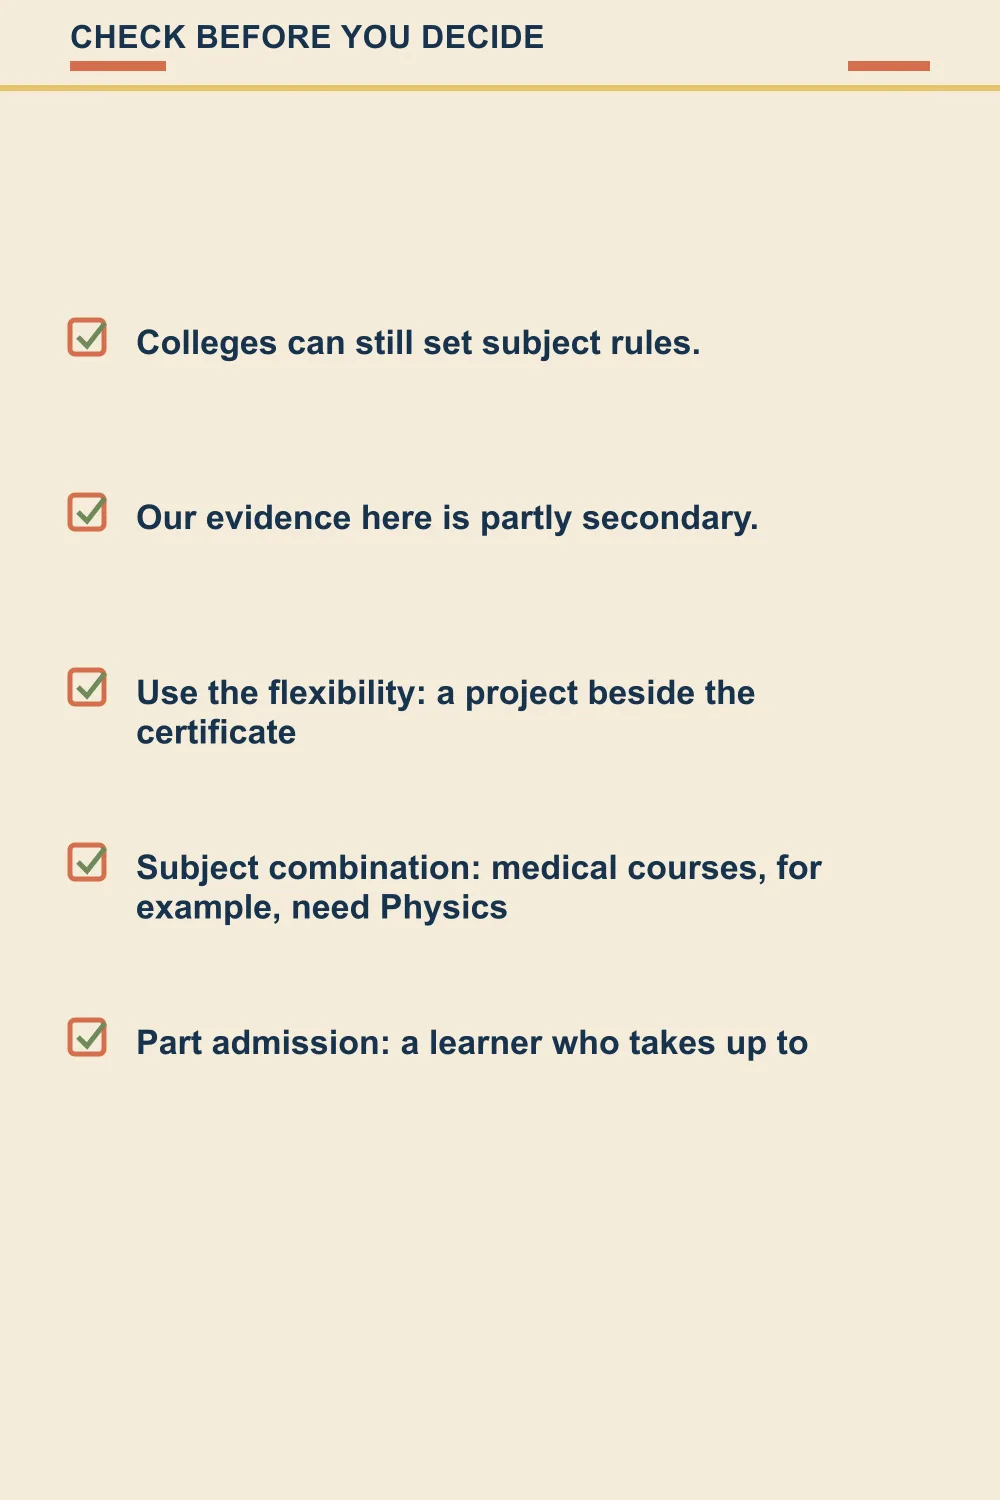 CHECK BEFORE YOU DECIDE
Colleges can still set subject rules.
Our evidence here is partly secondary.
Use the flexibility: a project beside the
certificate
Subject combination: medical courses, for
example, need Physics
Part admission: a learner who takes up to